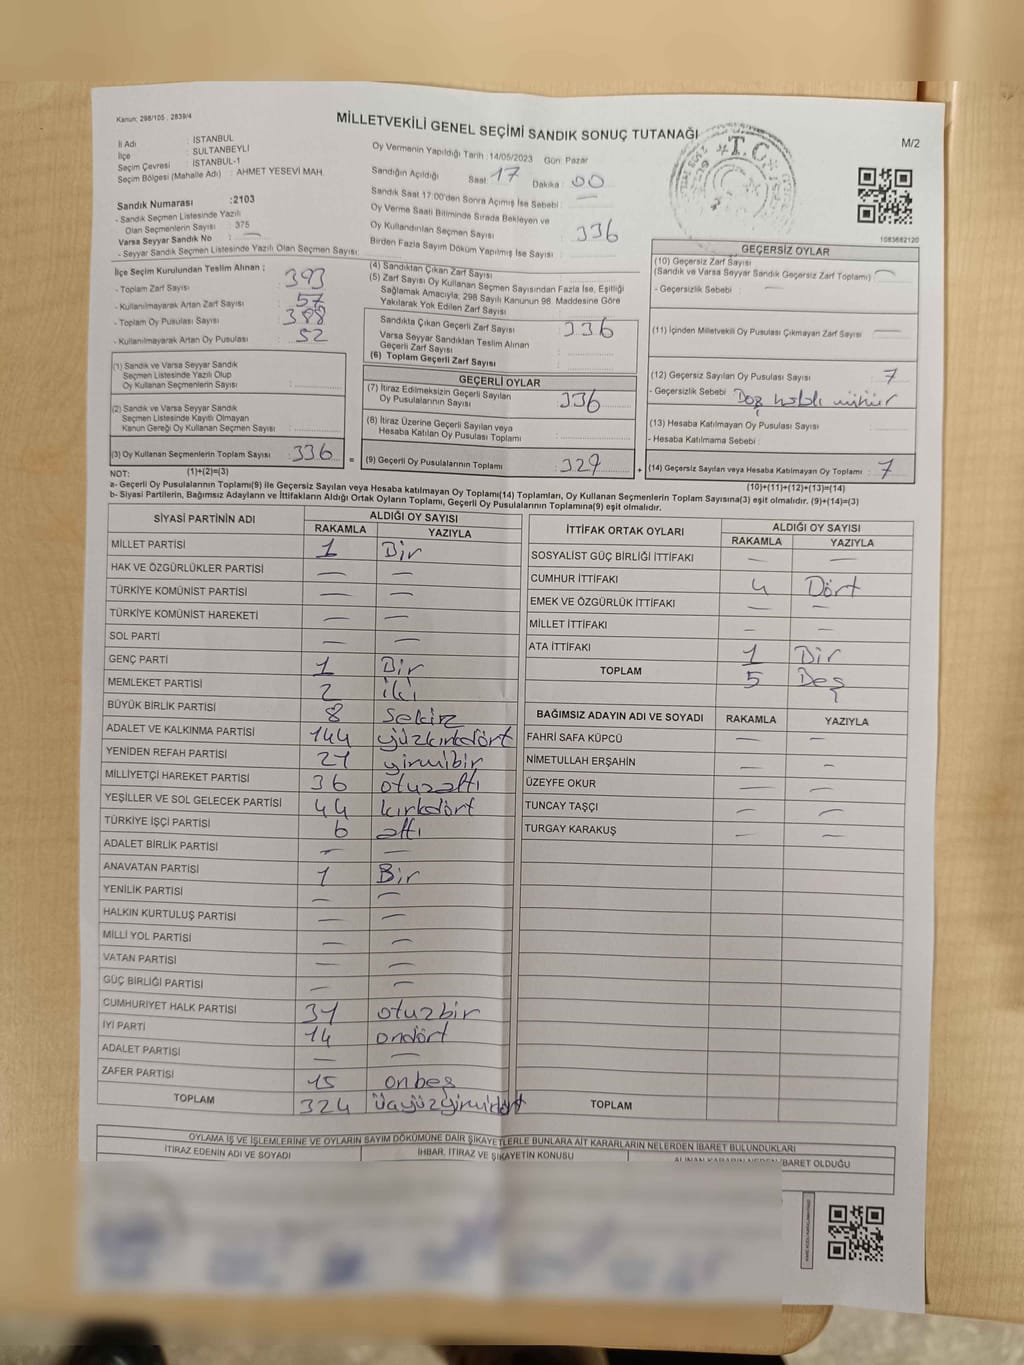 Kanun; 298/105 , 2839/4
MİLLETVEKİLİ GENEL SEÇİMİ SANDIK SONUÇ TUTANAĞI
M/2
T.C.
İl Adı : İSTANBUL
İlçe : SULTANBEYLİ
Seçim Çevresi : İSTANBUL-1
Seçim Bölgesi (Mahalle Adı) : AHMET YESEVİ MAH.
Sandık Numarası :2103
- Sandık Seçmen Listesinde Yazılı
Olan Seçmenlerin Sayısı : 375
Varsa Seyyar Sandık No : —
- Seyyar Sandık Seçmen Listesinde Yazılı Olan Seçmen Sayısı :
Oy Vermenin Yapıldığı Tarih :14/05/2023 Gün: Pazar
Sandığın Açıldığı Saat : 17 Dakika : 00
Sandık Saat 17:00'den Sonra Açılmış İse Sebebi : —
Oy Verme Saati Bitiminde Sırada Bekleyen ve
Oy Kullandırılan Seçmen Sayısı : 336
Birden Fazla Sayım Döküm Yapılmış İse Sayısı :
1083682120
İlçe Seçim Kurulundan Teslim Alınan ;
- Toplam Zarf Sayısı : 393
- Kullanılmayarak Artan Zarf Sayısı : 57
- Toplam Oy Pusulası Sayısı : 388
- Kullanılmayarak Artan Oy Pusulası : 52
(1) Sandık ve Varsa Seyyar Sandık
Seçmen Listesinde Yazılı Olup
Oy Kullanan Seçmenlerin Sayısı :
(2) Sandık ve Varsa Seyyar Sandık
Seçmen Listesinde Kayıtlı Olmayan
Kanun Gereği Oy Kullanan Seçmen Sayısı :
(3) Oy Kullanan Seçmenlerin Toplam Sayısı : 336 =
(1)+(2)=(3)
(4) Sandıktan Çıkan Zarf Sayısı :
(5) Zarf Sayısı Oy Kullanan Seçmen Sayısından Fazla İse, Eşitliği
Sağlamak Amacıyla, 298 Sayılı Kanunun 98. Maddesine Göre
Yakılarak Yok Edilen Zarf Sayısı :
Sandıkta Çıkan Geçerli Zarf Sayısı : 336
Varsa Seyyar Sandıktan Teslim Alınan
Geçerli Zarf Sayısı :
(6) Toplam Geçerli Zarf Sayısı :
GEÇERLİ OYLAR
(7) İtiraz Edilmeksizin Geçerli Sayılan
Oy Pusulalarının Sayısı : 336
(8) İtiraz Üzerine Geçerli Sayılan veya
Hesaba Katılan Oy Pusulası Toplamı :
(9) Geçerli Oy Pusulalarının Toplamı : 329 +
GEÇERSİZ OYLAR
(10) Geçersiz Zarf Sayısı
(Sandık ve Varsa Seyyar Sandık Geçersiz Zarf Toplamı) : —
- Geçersizlik Sebebi : —
(11) İçinden Milletvekili Oy Pusulası Çıkmayan Zarf Sayısı : —
(12) Geçersiz Sayılan Oy Pusulası Sayısı : 7
- Geçersizlik Sebebi : mühür
(13) Hesaba Katılmayan Oy Pusulası Sayısı :
- Hesaba Katılmama Sebebi :
(14) Geçersiz Sayılan veya Hesaba Katılmayan Oy Toplamı : 7
(10)+(11)+(12)+(13)=(14)
NOT:
a- Geçerli Oy Pusulalarının Toplamı(9) ile Geçersiz Sayılan veya Hesaba katılmayan Oy Toplamı(14) Toplamları, Oy Kullanan Seçmenlerin Toplam Sayısına(3) eşit olmalıdır. (9)+(14)=(3)
b- Siyasi Partilerin, Bağımsız Adayların ve İttifakların Aldığı Ortak Oyların Toplamı, Geçerli Oy Pusulalarının Toplamına(9) eşit olmalıdır.
SİYASİ PARTİNİN ADI ALDIĞI OY SAYISI
RAKAMLA YAZIYLA
MİLLET PARTİSİ 1 Bir
HAK VE ÖZGÜRLÜKLER PARTİSİ — —
TÜRKİYE KOMÜNİST PARTİSİ — —
TÜRKİYE KOMÜNİST HAREKETİ — —
SOL PARTİ — —
GENÇ PARTİ 1 Bir
MEMLEKET PARTİSİ 2 iki
BÜYÜK BİRLİK PARTİSİ 8 sekiz
ADALET VE KALKINMA PARTİSİ 144 yüzkırkdört
YENİDEN REFAH PARTİSİ 21 yirmibir
MİLLİYETÇİ HAREKET PARTİSİ 36 otuzaltı
YEŞİLLER VE SOL GELECEK PARTİSİ 44 kırkdört
TÜRKİYE İŞÇİ PARTİSİ 6 altı
ADALET BİRLİK PARTİSİ — —
ANAVATAN PARTİSİ 1 Bir
YENİLİK PARTİSİ — —
HALKIN KURTULUŞ PARTİSİ — —
MİLLİ YOL PARTİSİ — —
VATAN PARTİSİ — —
GÜÇ BİRLİĞİ PARTİSİ — —
CUMHURİYET HALK PARTİSİ 31 otuzbir
İYİ PARTİ 14 ondört
ADALET PARTİSİ — —
ZAFER PARTİSİ 15 onbeş
TOPLAM 324 üçyüzyirmidört
İTTİFAK ORTAK OYLARI ALDIĞI OY SAYISI
RAKAMLA YAZIYLA
SOSYALİST GÜÇ BİRLİĞİ İTTİFAKI — —
CUMHUR İTTİFAKI 4 Dört
EMEK VE ÖZGÜRLÜK İTTİFAKI — —
MİLLET İTTİFAKI — —
ATA İTTİFAKI 1 Bir
TOPLAM 5 Beş
BAĞIMSIZ ADAYIN ADI VE SOYADI RAKAMLA YAZIYLA
FAHRİ SAFA KÜPCÜ — —
NİMETULLAH ERŞAHİN — —
ÜZEYFE OKUR — —
TUNCAY TAŞÇI — —
TURGAY KARAKUŞ — —
TOPLAM
OYLAMA İŞ VE İŞLEMLERİNE VE OYLARIN SAYIM DÖKÜMÜNE DAİR ŞİKAYETLERLE BUNLARA AİT KARARLARIN NELERDEN İBARET BULUNDUKLARI
İTİRAZ EDENİN ADI VE SOYADI İHBAR, İTİRAZ VE ŞİKAYETİN KONUSU ALINAN KARARIN NEDEN İBARET OLDUĞU